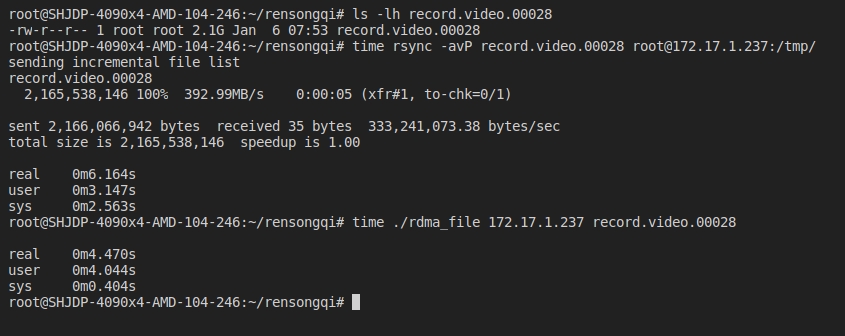 root@SHJDP-4090x4-AMD-104-246:~/rensongqi# ls -lh record.video.00028
-rw-r--r-- 1 root root 2.1G Jan  6 07:53 record.video.00028
root@SHJDP-4090x4-AMD-104-246:~/rensongqi# time rsync -avP record.video.00028 root@172.17.1.237:/tmp/
sending incremental file list
record.video.00028
  2,165,538,146 100%  392.99MB/s    0:00:05 (xfr#1, to-chk=0/1)
sent 2,166,066,942 bytes  received 35 bytes  333,241,073.38 bytes/sec
total size is 2,165,538,146  speedup is 1.00
real    0m6.164s
user    0m3.147s
sys     0m2.563s
root@SHJDP-4090x4-AMD-104-246:~/rensongqi# time ./rdma_file 172.17.1.237 record.video.00028
real    0m4.470s
user    0m4.044s
sys     0m0.404s
root@SHJDP-4090x4-AMD-104-246:~/rensongqi#